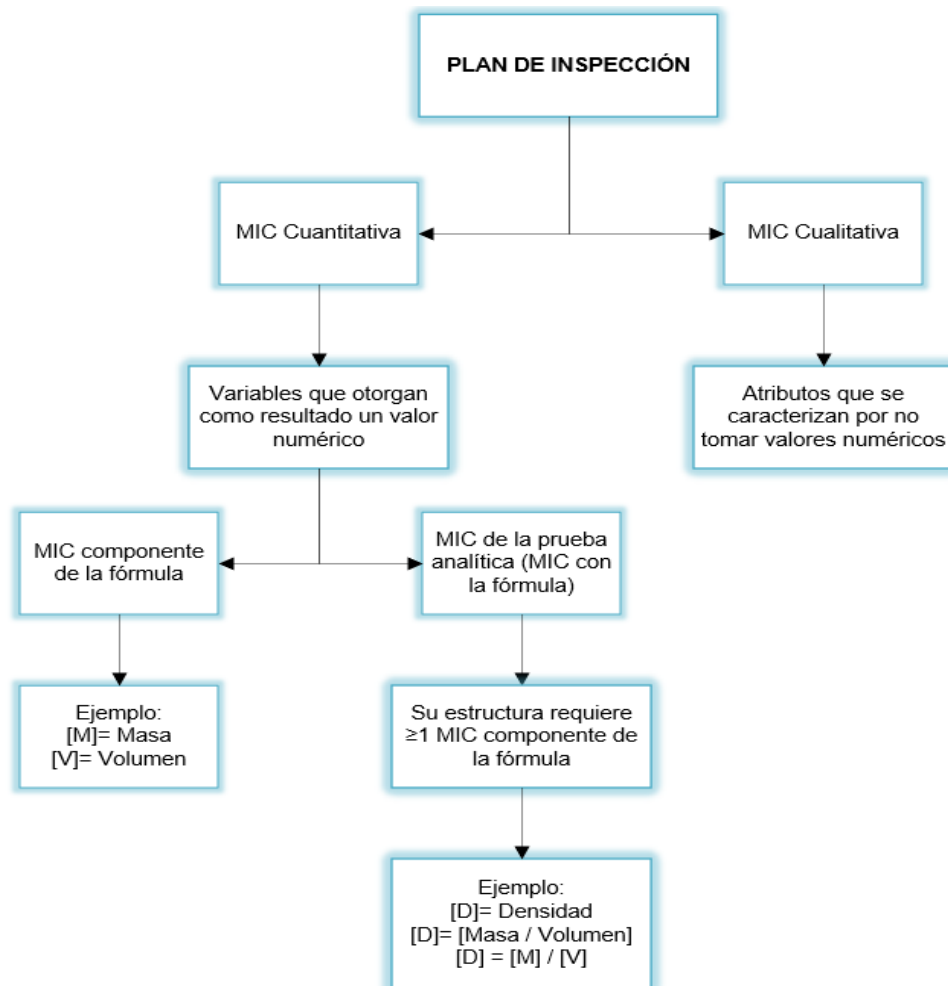 PLAN DE INSPECCIÓN
MIC Cuantitativa
MIC Cualitativa
Variables que otorgan
como resultado un valor
numérico
Atributos que se
caracterizan por no
tomar valores numéricos
MIC componente
de la fórmula
MIC de la prueba
analítica (MIC con
la fórmula)
Ejemplo:
[M]= Masa
[V]= Volumen
Su estructura requiere
≥1 MIC componente de
la fórmula
Ejemplo:
[D]= Densidad
[D]= [Masa / Volumen]
[D] = [M] / [V]